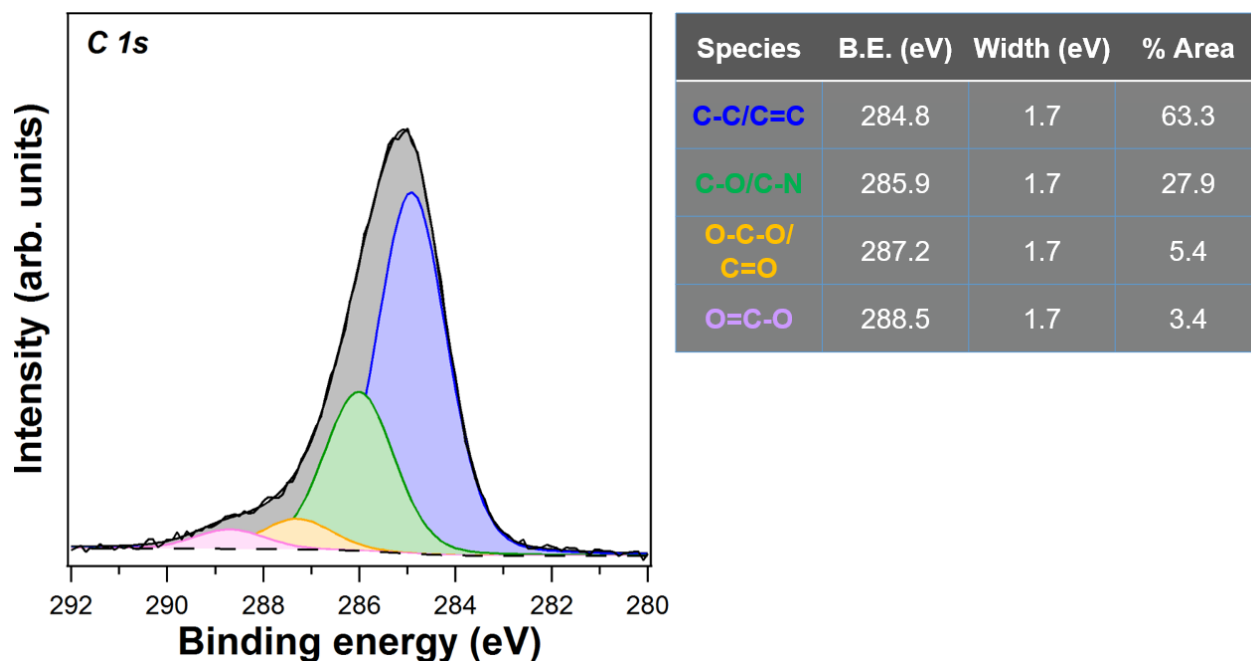 C 1s
Intensity (arb. units)
292 290 288 286 284 282 280
Binding energy (eV)
Species B.E. (eV) Width (eV) % Area
C-C/C=C 284.8 1.7 63.3
C-O/C-N 285.9 1.7 27.9
O-C-O/
C=O 287.2 1.7 5.4
O=C-O 288.5 1.7 3.4